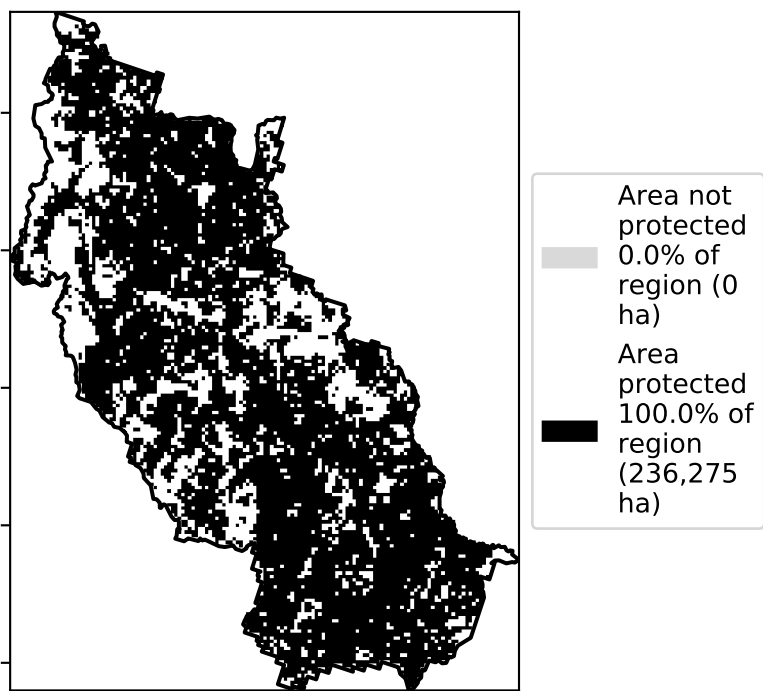 Area not
protected
0.0% of
region (0
ha)
Area
protected
100.0% of
region
(236,275
ha)